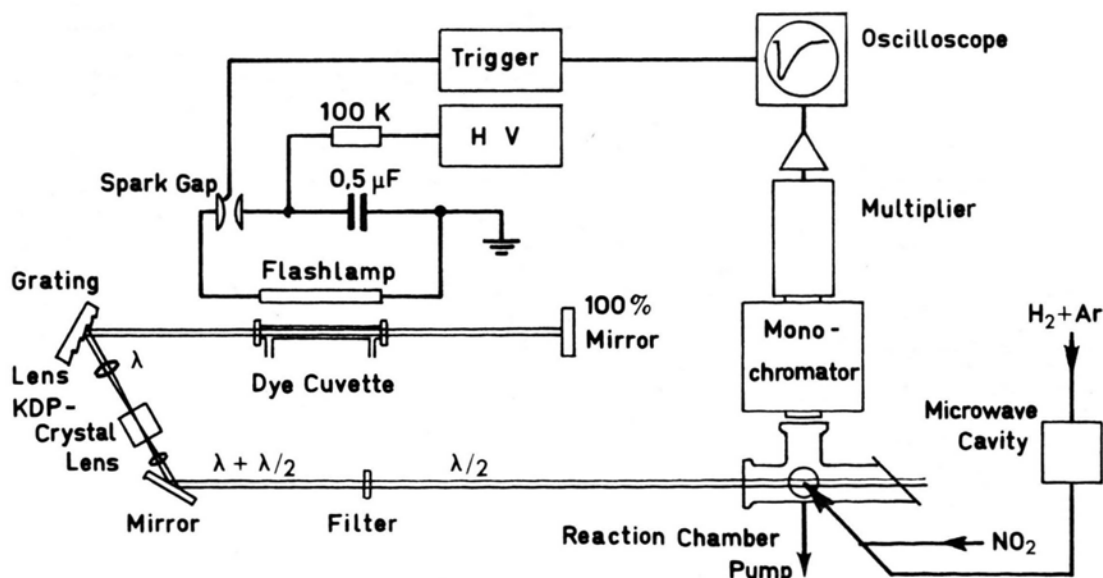 Oscilloscope
Trigger
100 K
H V
Spark Gap
0,5 µF
Multiplier
Flashlamp
Grating
100%
Mirror
Mono-
chromator
H₂+Ar
λ
Lens
KDP-
Crystal
Lens
Dye Cuvette
Microwave
Cavity
λ + λ/2
λ/2
Mirror
Filter
Reaction Chamber
Pump
NO₂